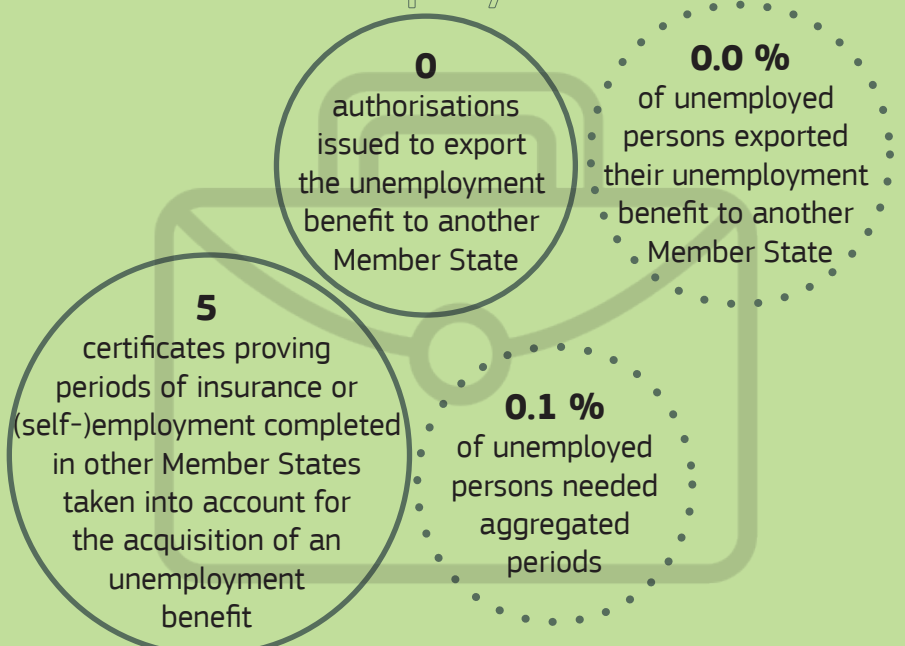 0
authorisations
issued to export
the unemployment
benefit to another
Member State
0.0 %
of unemployed
persons exported
their unemployment
benefit to another
Member State
5
certificates proving
periods of insurance or
(self-)employment completed
in other Member States
taken into account for
the acquisition of an
unemployment
benefit
0.1 %
of unemployed
persons needed
aggregated
periods